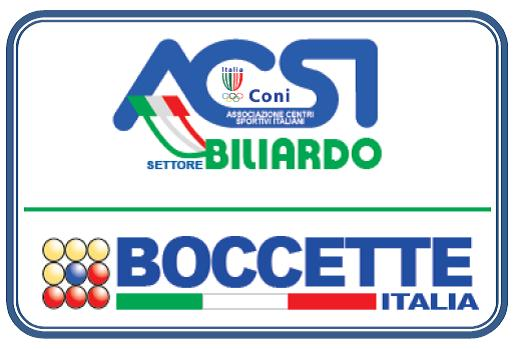 ACSI
Italia
Coni
ASSOCIAZIONE CENTRI
SPORTIVI ITALIANI
SETTORE BILIARDO
BOCCETTE
ITALIA